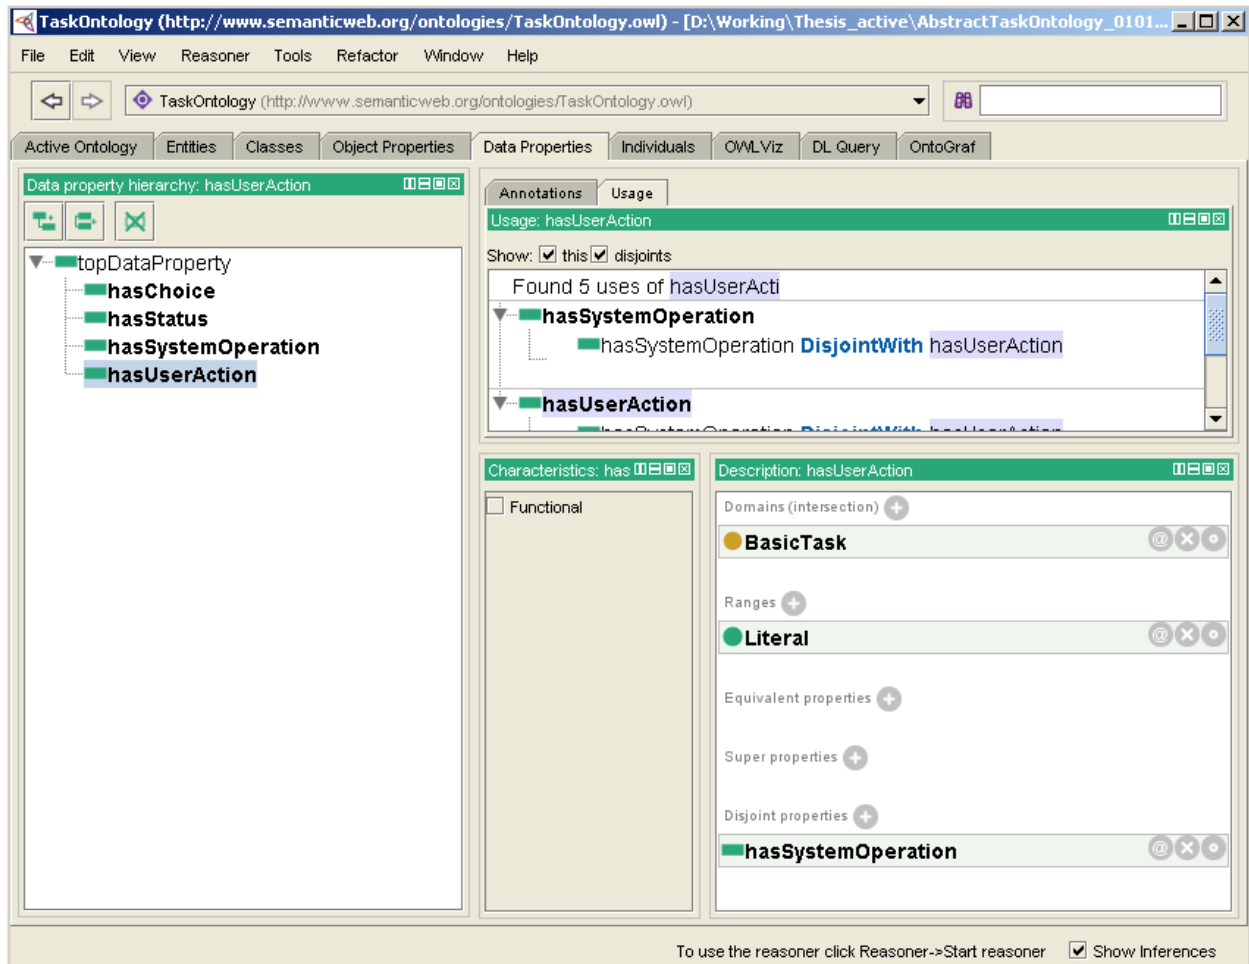 TaskOntology (http://www.semanticweb.org/ontologies/TaskOntology.owl) - [D:\Working\Thesis_active\AbstractTaskOntology_0101...
File Edit View Reasoner Tools Refactor Window Help
TaskOntology (http://www.semanticweb.org/ontologies/TaskOntology.owl)
Active Ontology Entities Classes Object Properties Data Properties Individuals OWLViz DL Query OntoGraf
Data property hierarchy: hasUserAction
topDataProperty
hasChoice
hasStatus
hasSystemOperation
hasUserAction
Annotations Usage
Usage: hasUserAction
Show: this disjoints
Found 5 uses of hasUserActi
hasSystemOperation
hasSystemOperation DisjointWith hasUserAction
hasUserAction
hasSystemOperation DisjointWith hasUserAction
Characteristics: has
Functional
Description: hasUserAction
Domains (intersection)
BasicTask
Ranges
Literal
Equivalent properties
Super properties
Disjoint properties
hasSystemOperation
To use the reasoner click Reasoner->Start reasoner Show Inferences